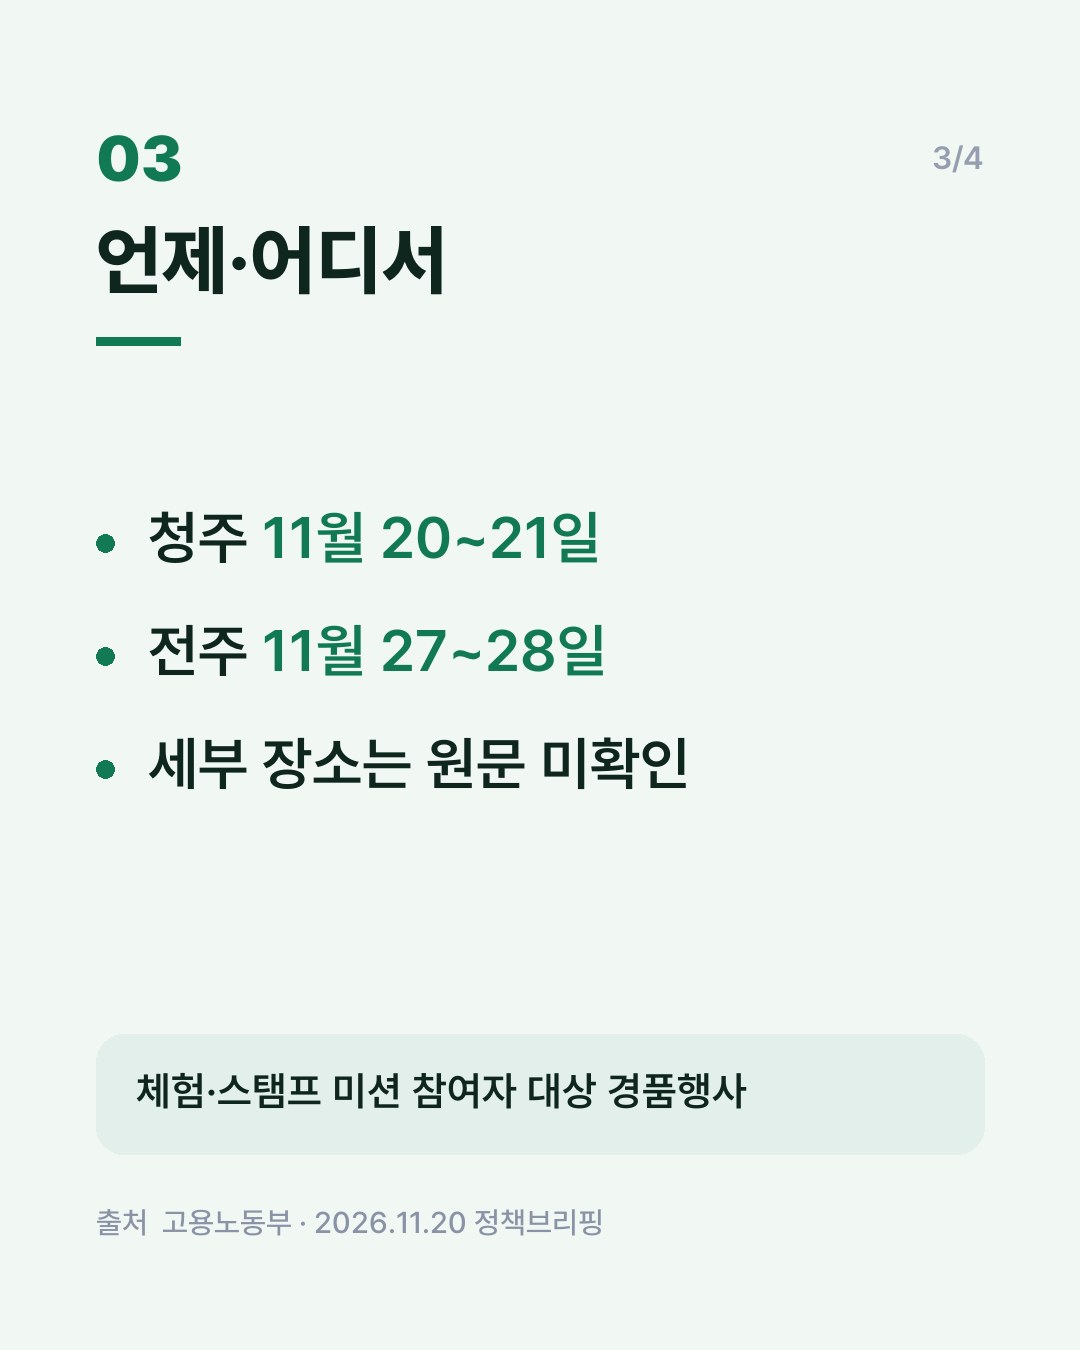 03
3/4
언제·어디서
청주 11월 20~21일
전주 11월 27~28일
세부 장소는 원문 미확인
체험·스탬프 미션 참여자 대상 경품행사
출처 고용노동부 · 2026.11.20 정책브리핑